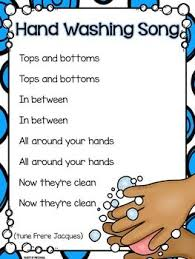 Hand Washing Song
Tops and bottoms
Tops and bottoms
In between
In between
All around your hands
All around your hands
Now they're clean
Now they're clean
(tune Frere Jacques)